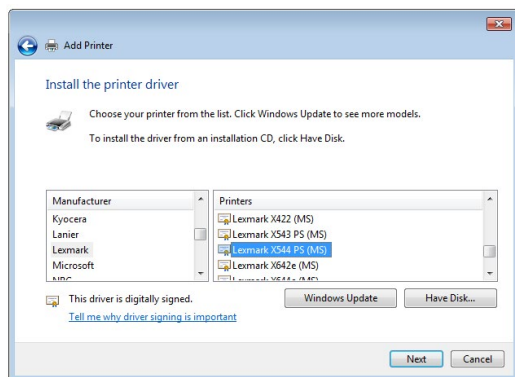 Add Printer
Install the printer driver
Choose your printer from the list. Click Windows Update to see more models.
To install the driver from an installation CD, click Have Disk.
Manufacturer
Kyocera
Lanier
Lexmark
Microsoft
Printers
Lexmark X422 (MS)
Lexmark X543 PS (MS)
Lexmark X544 PS (MS)
Lexmark X642e (MS)
This driver is digitally signed.
Tell me why driver signing is important
Windows Update
Have Disk...
Next
Cancel